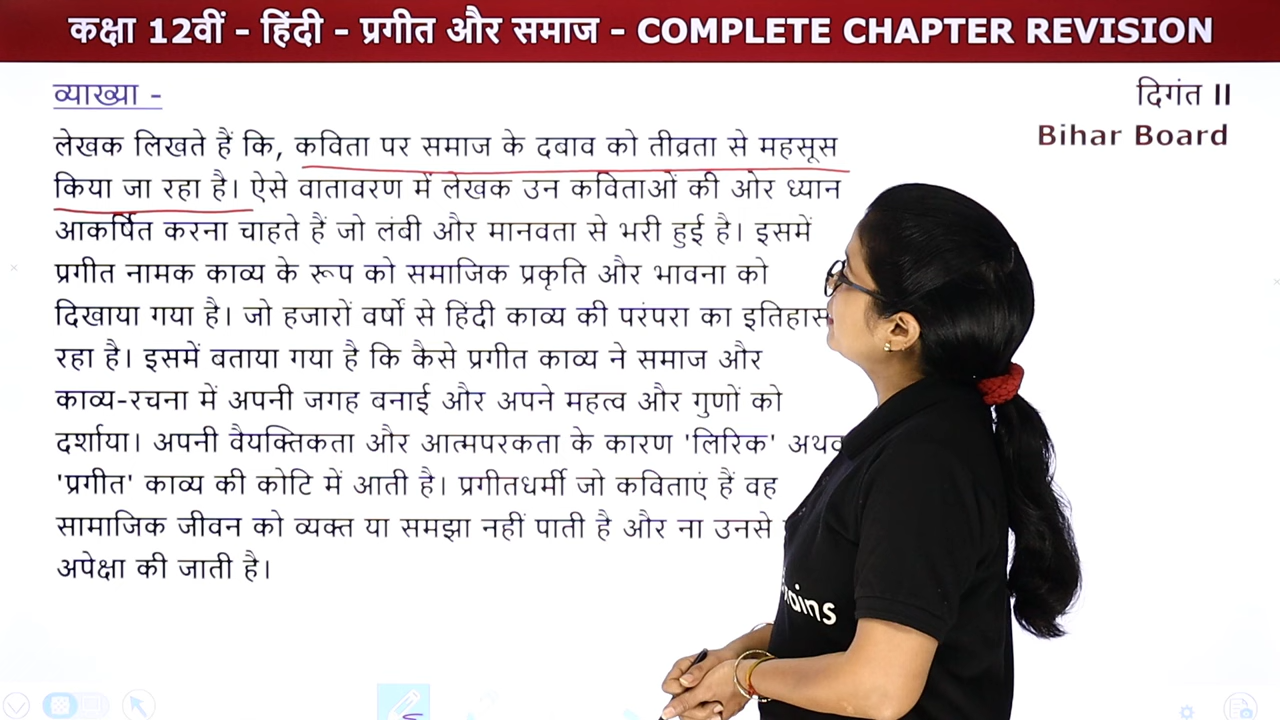 कक्षा 12वीं - हिंदी - प्रगीत और समाज - COMPLETE CHAPTER REVISION
व्याख्या -
दिगंत II
Bihar Board
लेखक लिखते हैं कि, कविता पर समाज के दवाव को तीव्रता से महसूस
किया जा रहा है। ऐसे वातावरण में लेखक उन कविताओं की ओर ध्यान
आकर्षित करना चाहते हैं जो लंवी और मानवता से भरी हुई है। इसमें
प्रगीत नामक काव्य के रूप को समाजिक प्रकृति और भावना को
दिखाया गया है। जो हजारों वर्षों से हिंदी काव्य की परंपरा का इतिहास
रहा है। इसमें बताया गया है कि कैसे प्रगीत काव्य ने समाज और
काव्य-रचना में अपनी जगह वनाई और अपने महत्व और गुणों को
दर्शाया। अपनी वैयक्तिकता और आत्मपरकता के कारण 'लिरिक'
'प्रगीत' काव्य की कोटि में आती है। प्रगीतधर्मी जो कविताएं हैं वह
सामाजिक जीवन को व्यक्त या समझा नहीं पाती है और ना उनसे
अपेक्षा की जाती है।